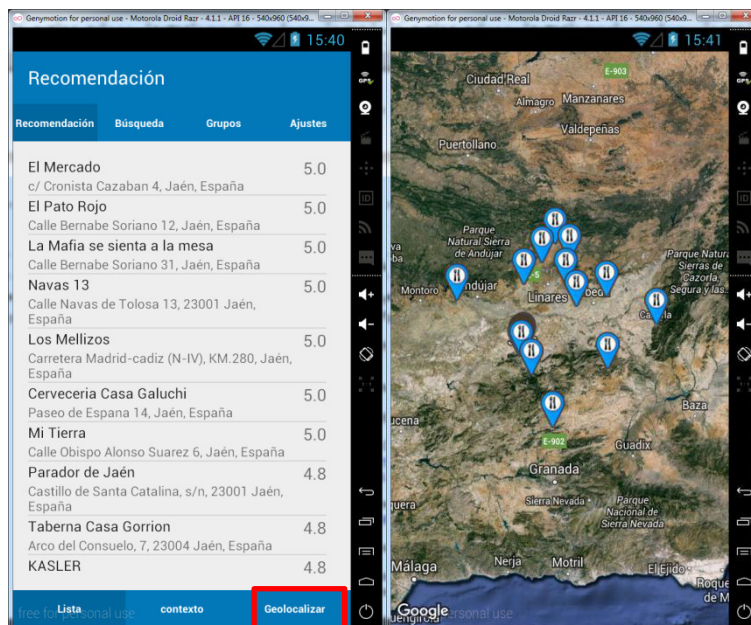 Genymotion for personal use - Motorola Droid Razr - 4.1.1 - API 16 - 540x960 (540x9...
15:40
Recomendación
Recomendación Búsqueda Grupos Ajustes
El Mercado 5.0
c/ Cronista Cazaban 4, Jaén, España
El Pato Rojo 5.0
Calle Bernabe Soriano 12, Jaén, España
La Mafia se sienta a la mesa 5.0
Calle Bernabe Soriano 31, Jaén, España
Navas 13 5.0
Calle Navas de Tolosa 13, 23001 Jaén,
España
Los Mellizos 5.0
Carretera Madrid-cadiz (N-IV), KM.280, Jaén,
España
Cerveceria Casa Galuchi 5.0
Paseo de Espana 14, Jaén, España
Mi Tierra 5.0
Calle Obispo Alonso Suarez 6, Jaén, España
Parador de Jaén 4.8
Castillo de Santa Catalina, s/n, 23001 Jaén,
España
Taberna Casa Gorrion 4.8
Arco del Consuelo, 7, 23004 Jaén, España
KASLER 4.8
Lista contexto Geolocalizar
free for personal use
GPS
ID
Genymotion for personal use - Motorola Droid Razr - 4.1.1 - API 16 - 540x960 (540x9...
15:41
Ciudad Real
E-903
Almagro Manzanares
Valdepeñas
Puertollano
Parque
Natural Sierra
de Andújar
Parque Natura
Sierras de
Cazorla,
Segura y las...
Montoro
ndújar
Linares
Baza
ucena
E-902
Guadix
Granada
Sierra Nevada
Parque
Nacional de
Sierra Nevada
quera
Málaga
Nerja
Motril
El Ejido
Roque
de M
Google
personal use
GPS
ID